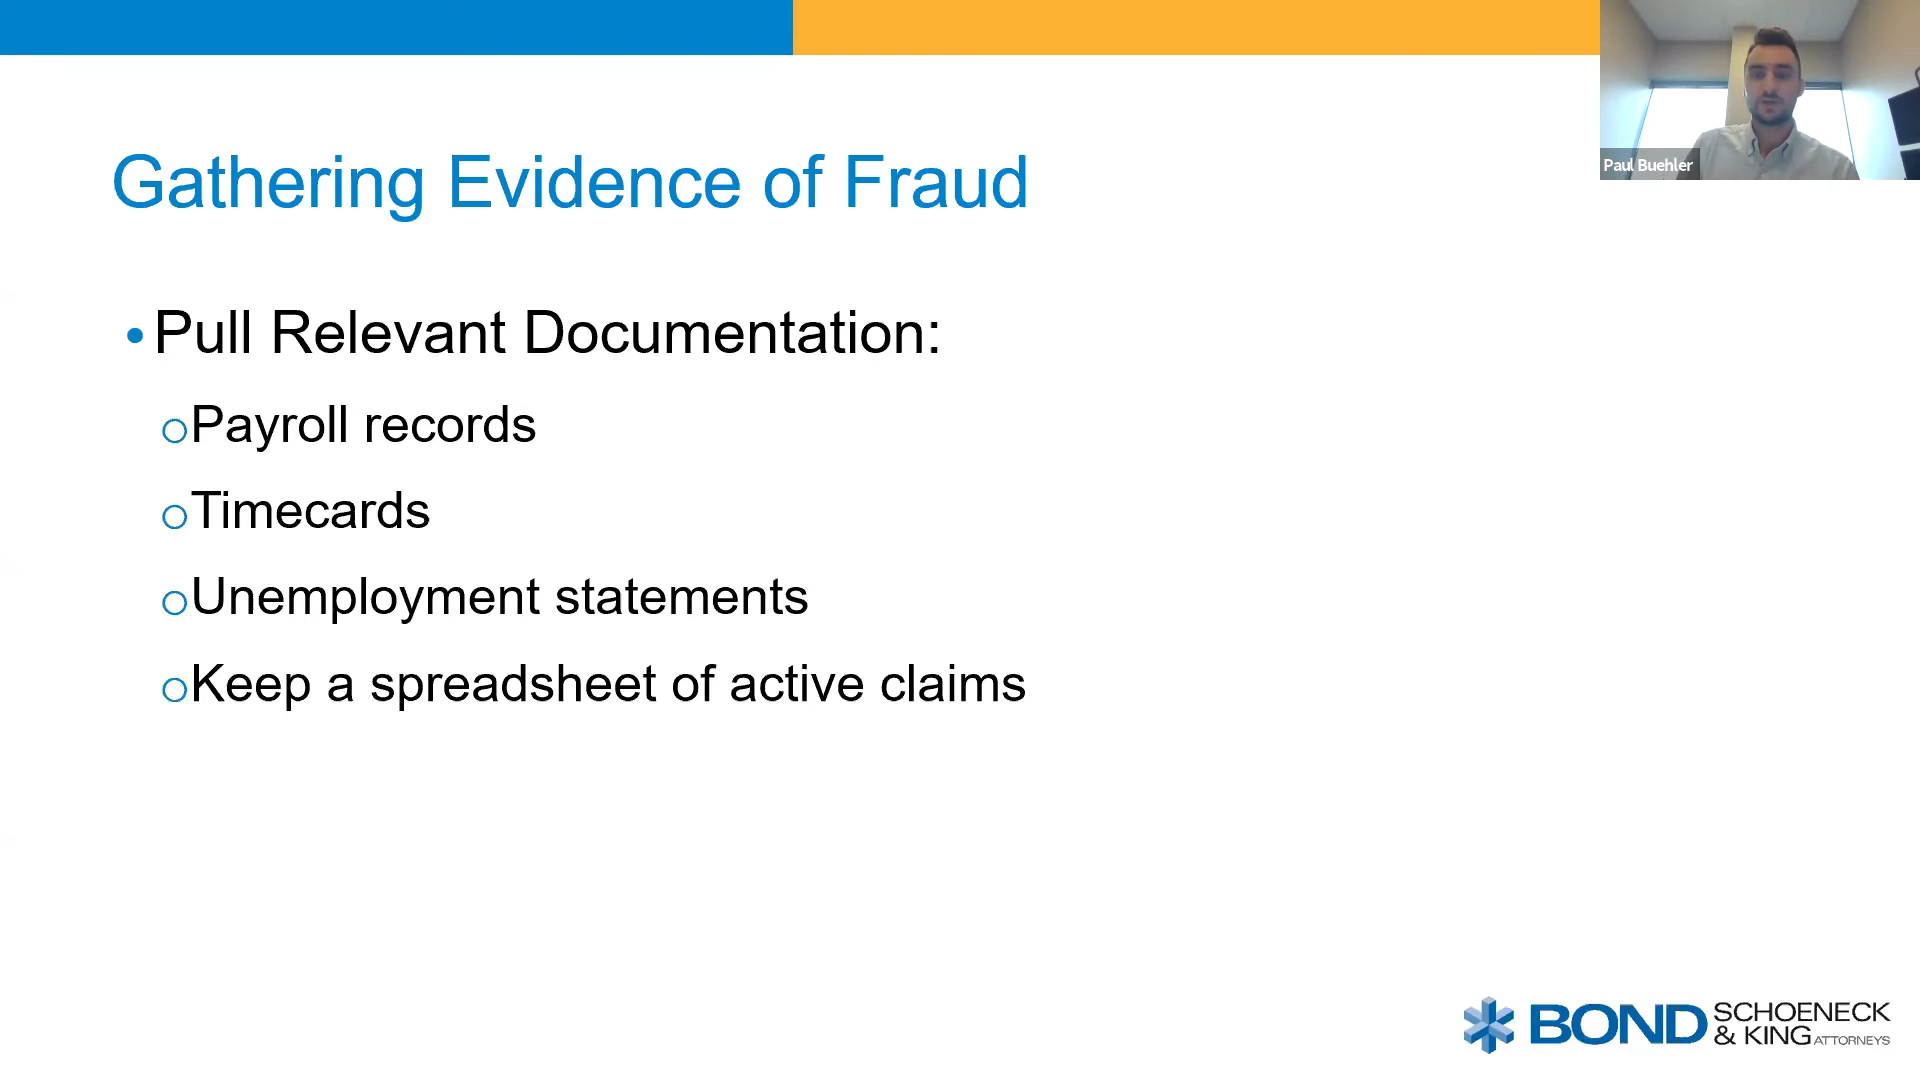 Paul Buehler
Gathering Evidence of Fraud
• Pull Relevant Documentation:
o Payroll records
o Timecards
o Unemployment statements
o Keep a spreadsheet of active claims
BOND SCHOENECK
& KING ATTORNEYS